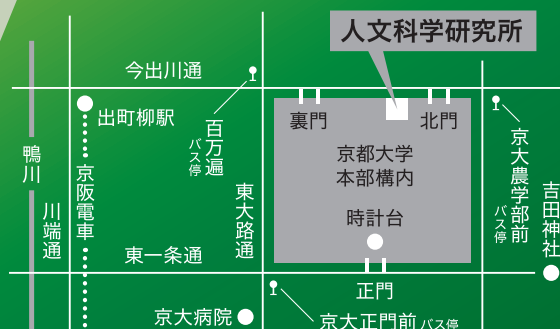 人文科学研究所
今出川通
出町柳駅
百万遍
バス停
裏門
北門
鴨川
京都大学
本部構内
京大農学部前
バス停
京阪電車
川端通
東大路通
吉田神社
時計台
東一条通
正門
京大病院
京大正門前 バス停